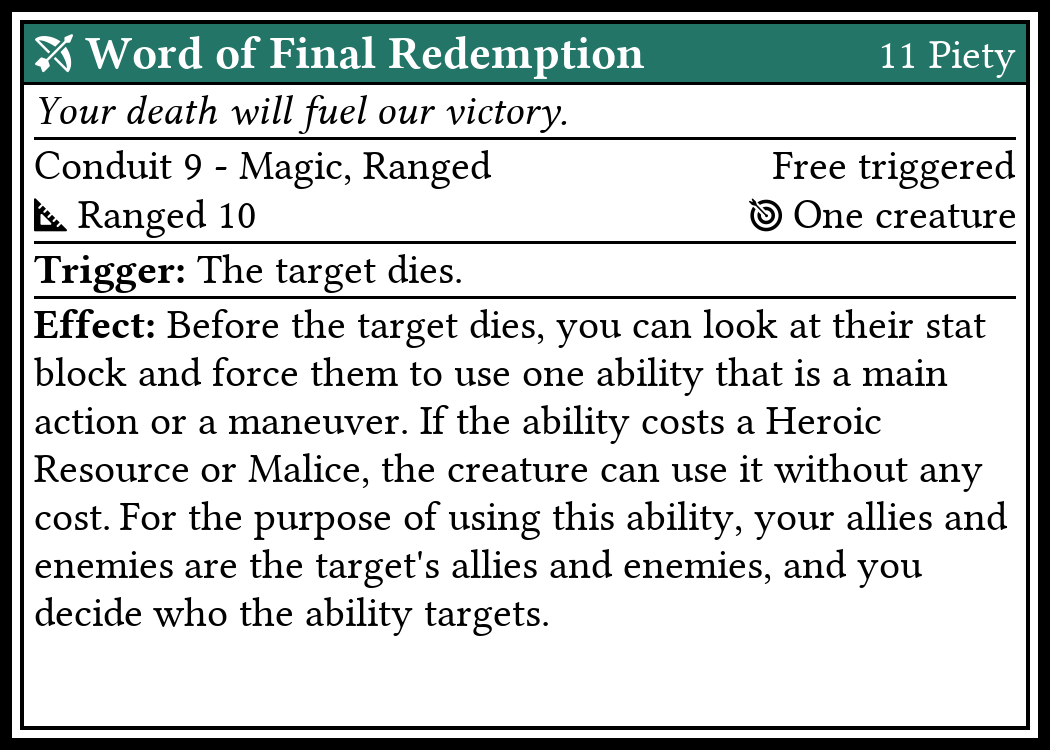 Word of Final Redemption 11 Piety
Your death will fuel our victory.
Conduit 9 - Magic, Ranged Free triggered
Ranged 10 One creature
Trigger: The target dies.
Effect: Before the target dies, you can look at their stat
block and force them to use one ability that is a main
action or a maneuver. If the ability costs a Heroic
Resource or Malice, the creature can use it without any
cost. For the purpose of using this ability, your allies and
enemies are the target's allies and enemies, and you
decide who the ability targets.